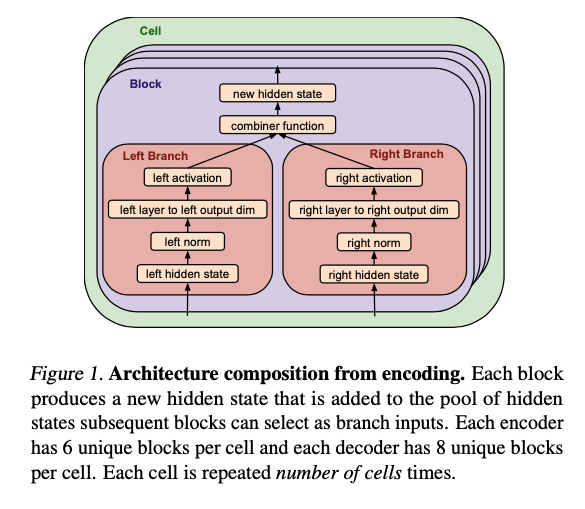 Cell
Block
new hidden state
combiner function
Left Branch
Right Branch
left activation
right activation
left layer to left output dim
right layer to right output dim
left norm
right norm
left hidden state
right hidden state
Figure 1. Architecture composition from encoding. Each block
produces a new hidden state that is added to the pool of hidden
states subsequent blocks can select as branch inputs. Each encoder
has 6 unique blocks per cell and each decoder has 8 unique blocks
per cell. Each cell is repeated number of cells times.